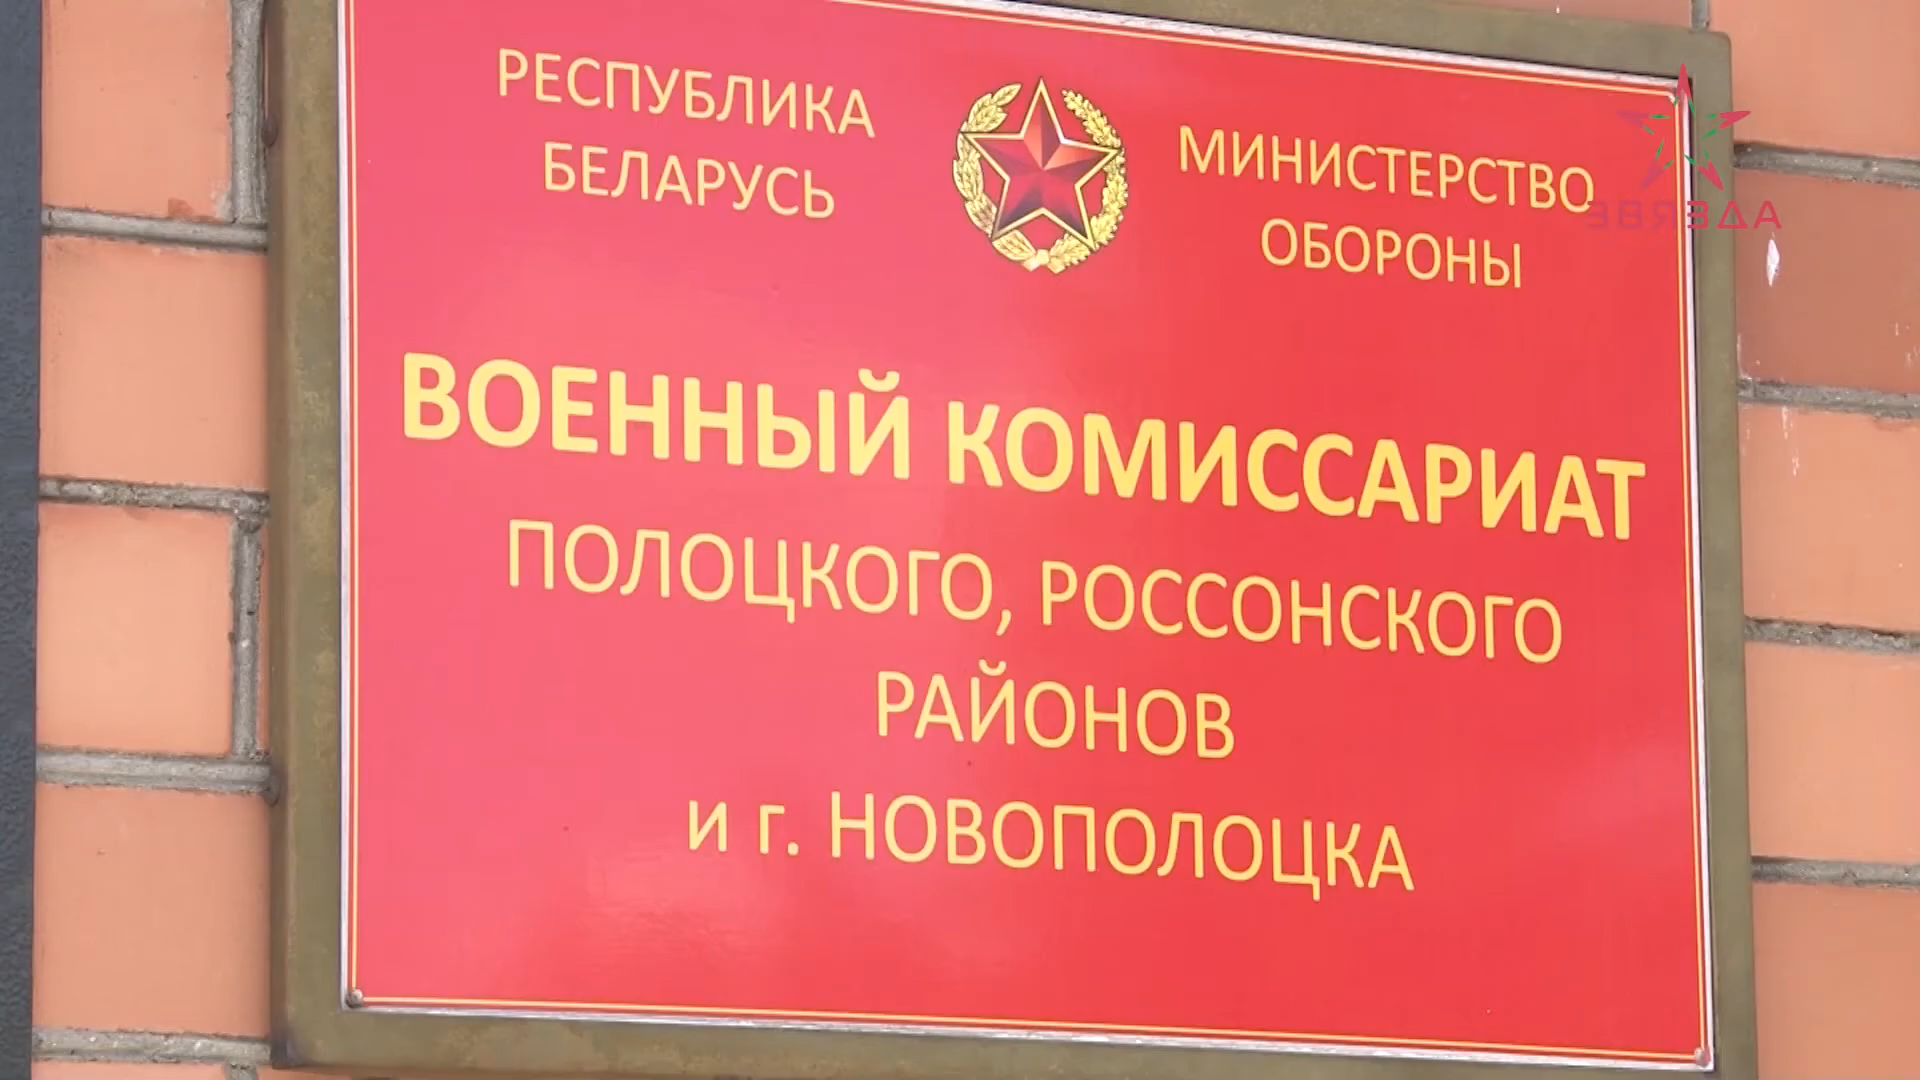 РЕСПУБЛИКА
БЕЛАРУСЬ
МИНИСТЕРСТВО
ОБОРОНЫ
ВОЕННЫЙ КОМИССАРИАТ
ПОЛОЦКОГО, РОССОНСКОГО
РАЙОНОВ
и г. НОВОПОЛОЦКА
ЗВЯЗДА